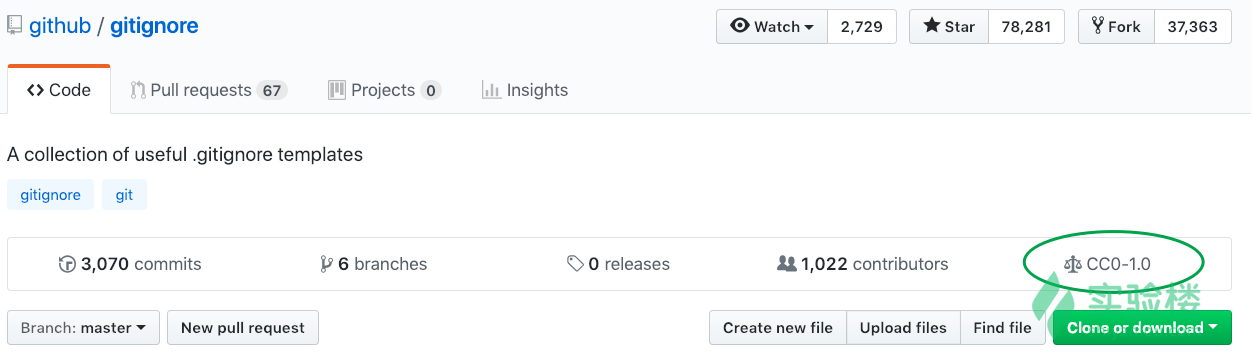 github / gitignore
Watch 2,729 Star 78,281 Fork 37,363
Code Pull requests 67 Projects 0 Insights
A collection of useful .gitignore templates
gitignore git
3,070 commits 6 branches 0 releases 1,022 contributors CC0-1.0
实验楼
Branch: master New pull request Create new file Upload files Find file Clone or download